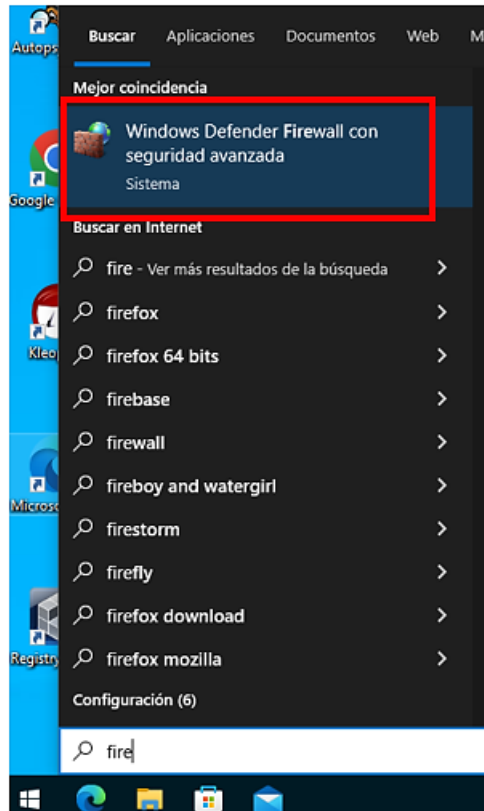 Buscar Aplicaciones Documentos Web M
Autops
Mejor coincidencia
Windows Defender Firewall con
seguridad avanzada
Sistema
Google
Buscar en Internet
fire - Ver más resultados de la búsqueda
firefox
Kleo
firefox 64 bits
firebase
firewall
fireboy and watergirl
Microso
firestorm
firefly
firefox download
Registry
firefox mozilla
Configuración (6)
fire